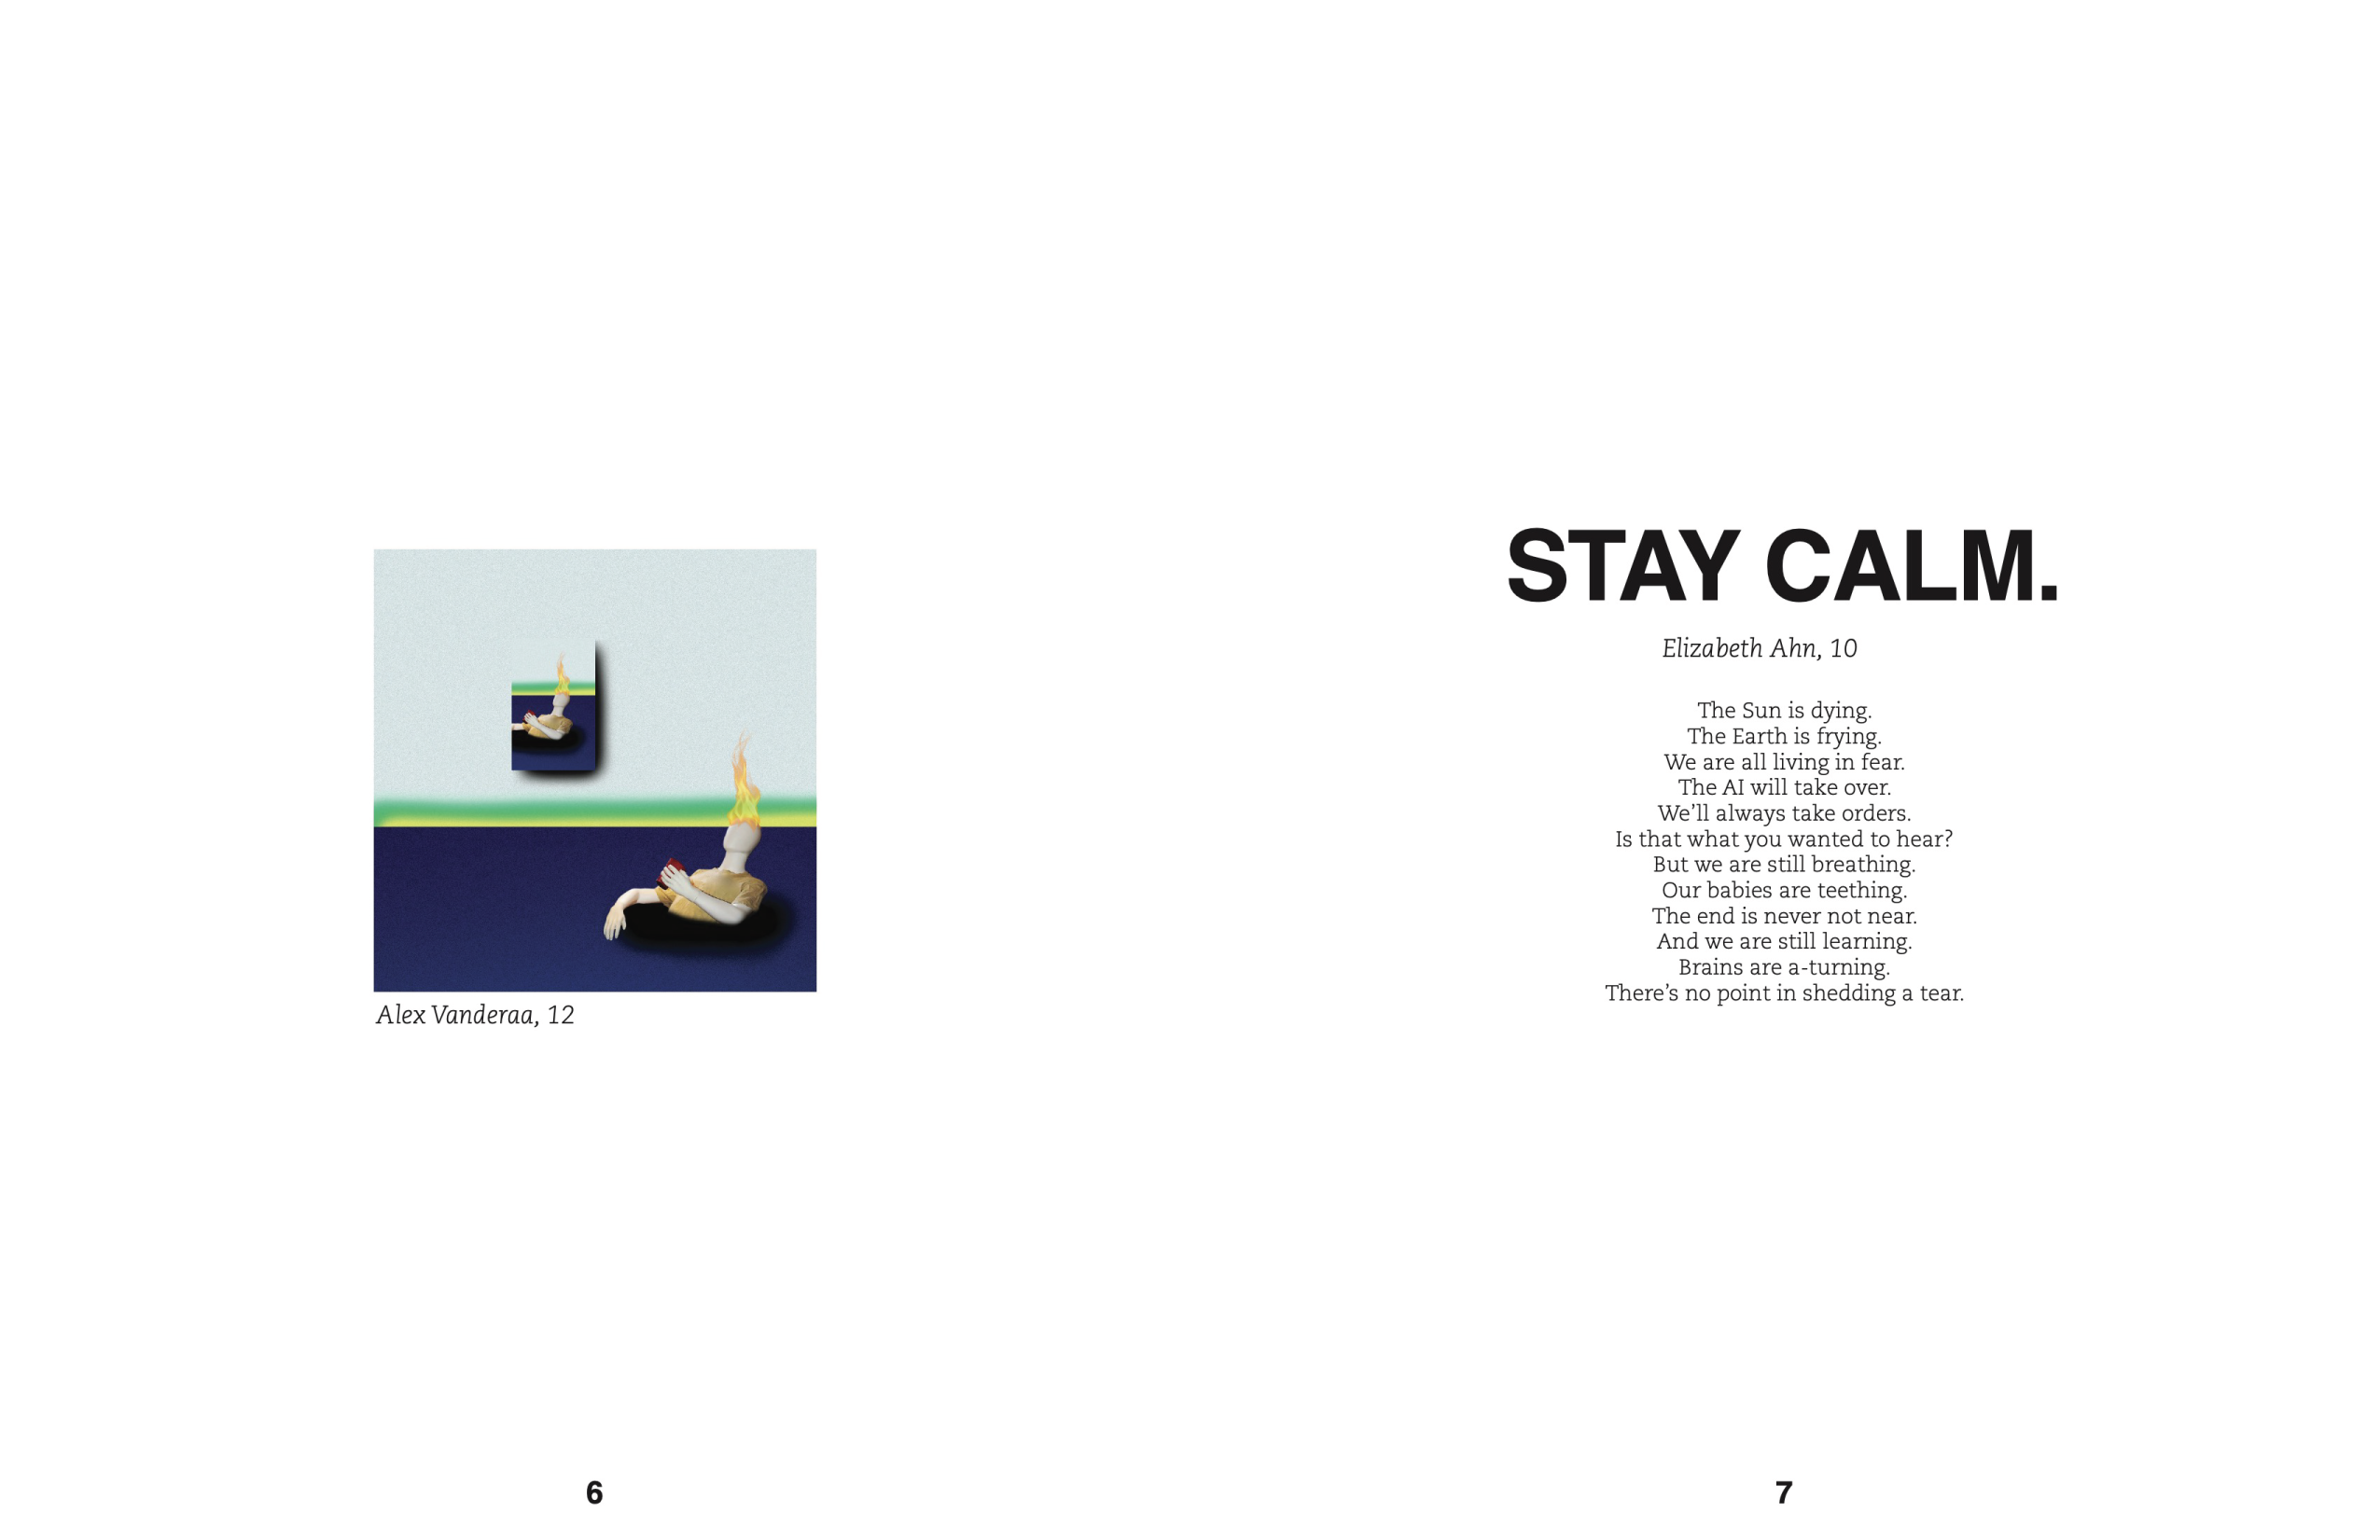 Alex Vanderaa, 12
6
STAY CALM.
Elizabeth Ahn, 10
The Sun is dying.
The Earth is frying.
We are all living in fear.
The AI will take over.
We’ll always take orders.
Is that what you wanted to hear?
But we are still breathing.
Our babies are teething.
The end is never not near.
And we are still learning.
Brains are a-turning.
There’s no point in shedding a tear.
7